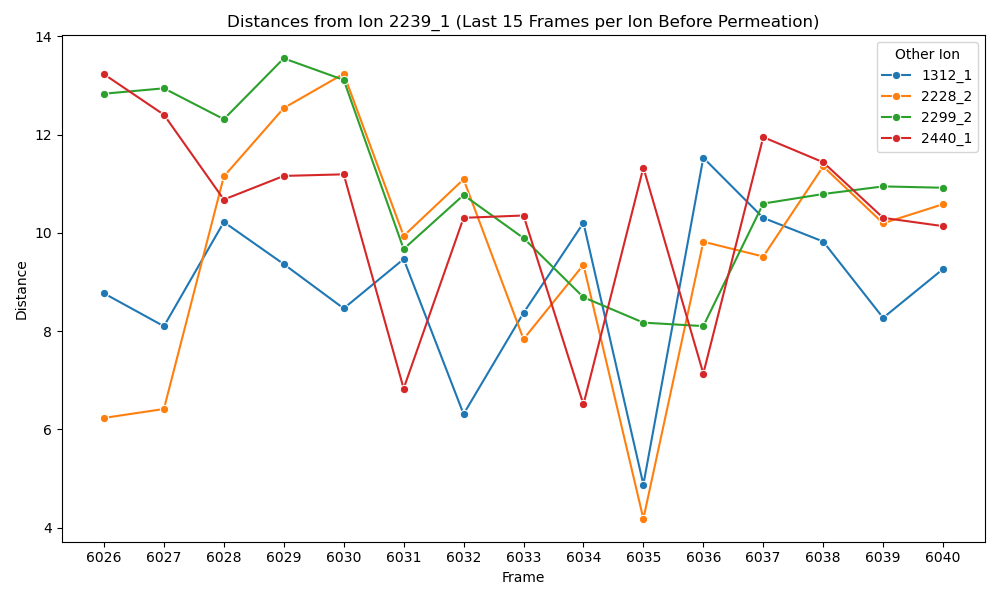 Distances from Ion 2239_1 (Last 15 Frames per Ion Before Permeation)
Other Ion
1312_1
2228_2
2299_2
2440_1
Distance
14
12
10
8
6
4
6026 6027 6028 6029 6030 6031 6032 6033 6034 6035 6036 6037 6038 6039 6040
Frame